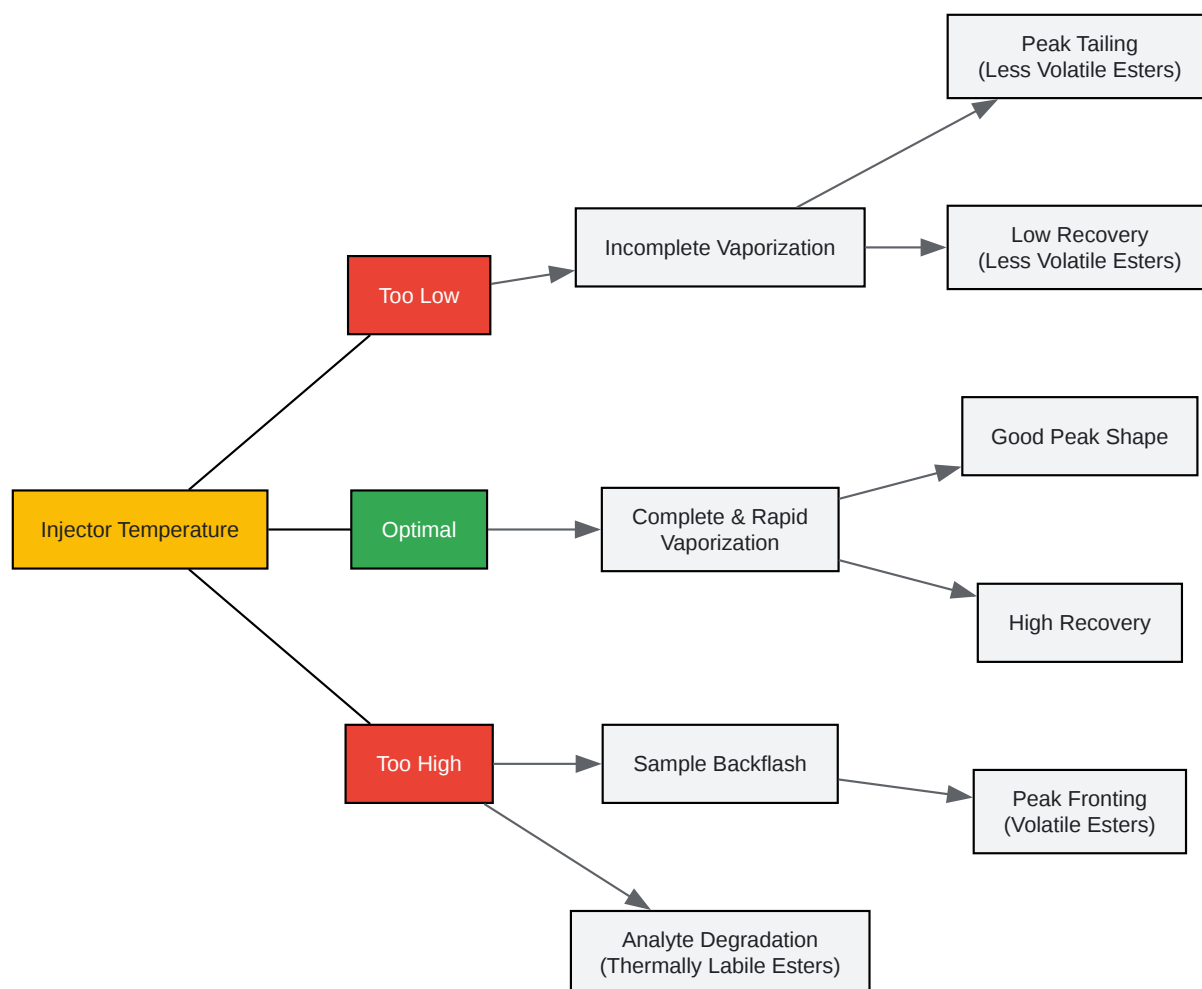 Peak Tailing
(Less Volatile Esters)
Incomplete Vaporization
Low Recovery
(Less Volatile Esters)
Too Low
Good Peak Shape
Injector Temperature
Optimal
Complete & Rapid
Vaporization
High Recovery
Too High
Sample Backflash
Peak Fronting
(Volatile Esters)
Analyte Degradation
(Thermally Labile Esters)